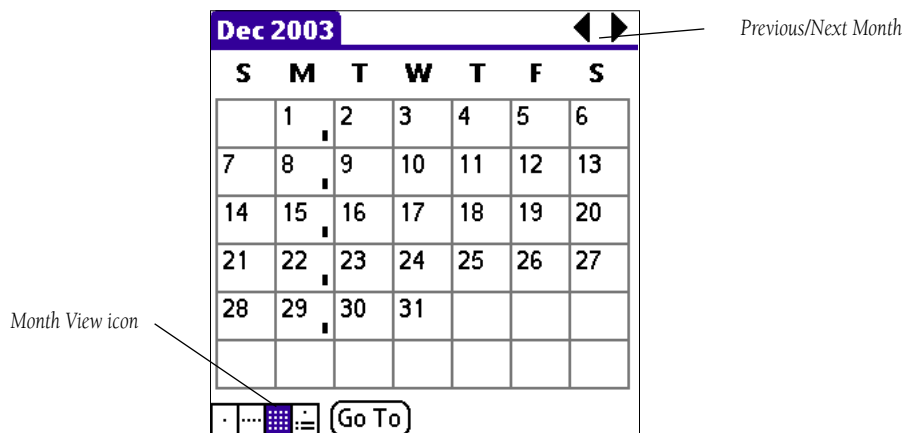 Dec 2003
Previous/Next Month
S M T W T F S
1 2 3 4 5 6
7 8 9 10 11 12 13
14 15 16 17 18 19 20
21 22 23 24 25 26 27
28 29 30 31
Month View icon
Go To